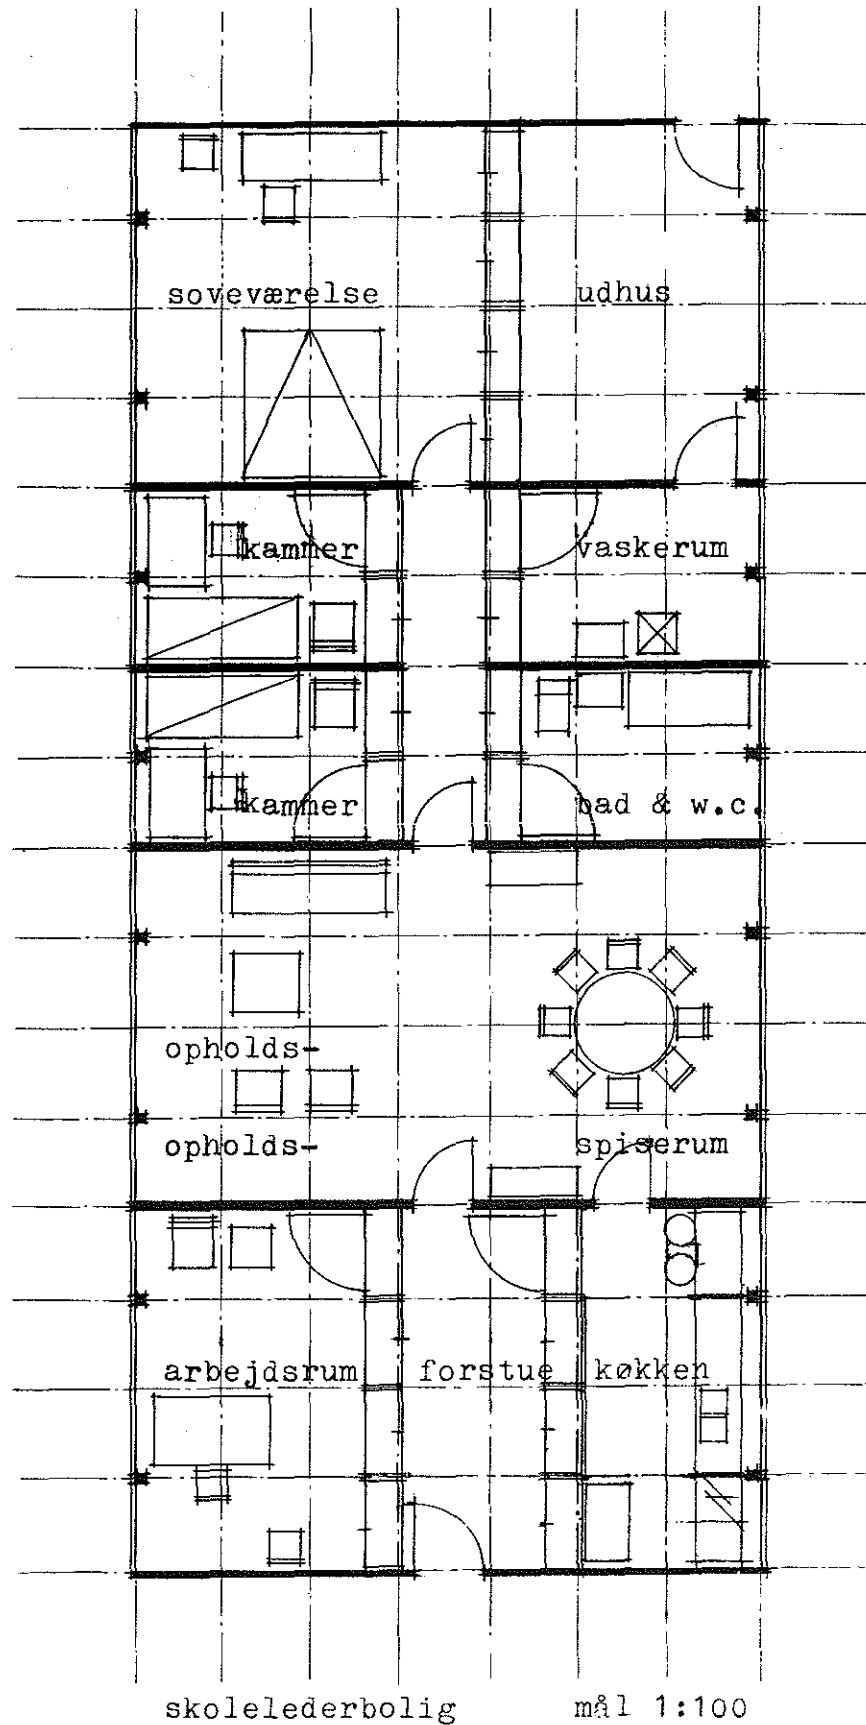 soveværelse udhus
kammer vaskerum
kammer bad & w.c.
opholds-
opholds- spiserum
arbejdsrum forstue køkken
skolelederbolig mål 1:100